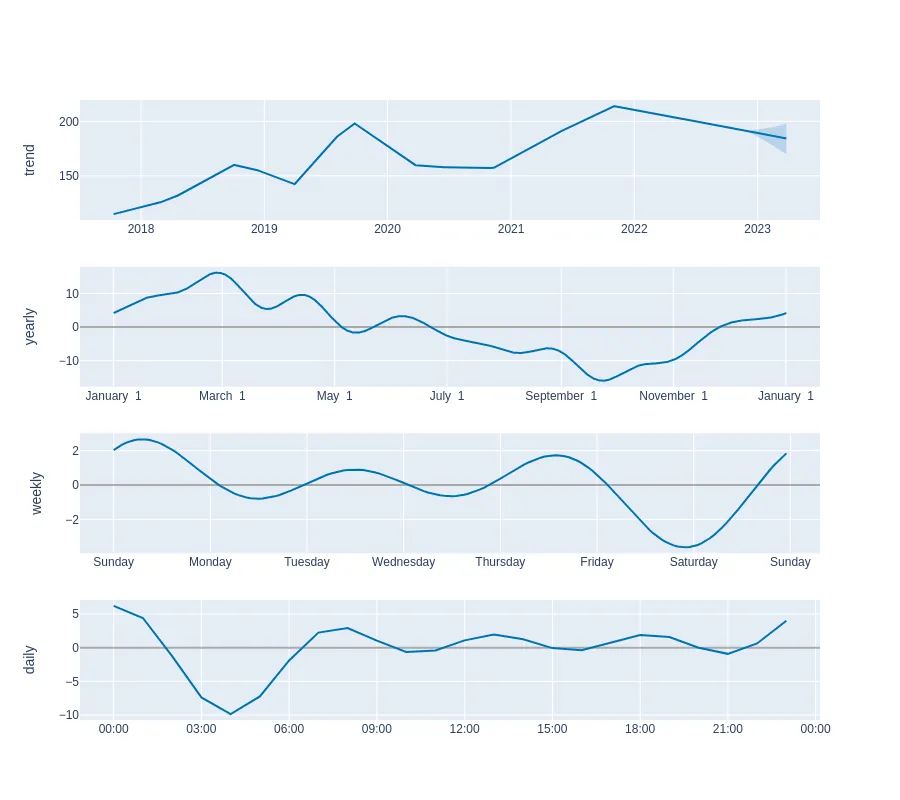 trend
200
150
2018 2019 2020 2021 2022 2023
yearly
10
0
−10
January 1 March 1 May 1 July 1 September 1 November 1 January 1
weekly
2
0
−2
Sunday Monday Tuesday Wednesday Thursday Friday Saturday Sunday
daily
5
0
−5
−10
00:00 03:00 06:00 09:00 12:00 15:00 18:00 21:00 00:00